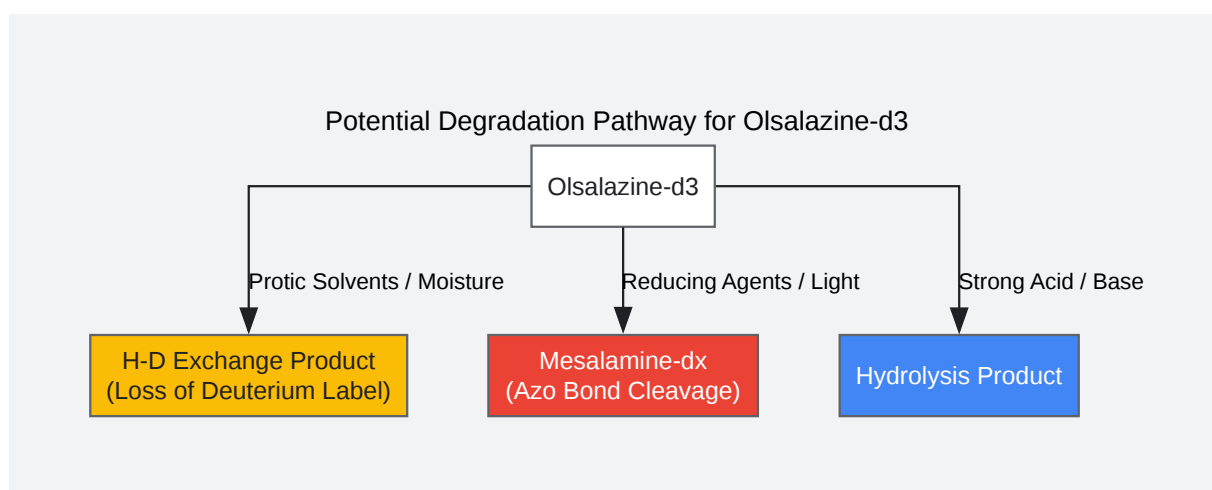 Potential Degradation Pathway for Olsalazine-d3
Olsalazine-d3
Protic Solvents / Moisture
Reducing Agents / Light
Strong Acid / Base
H-D Exchange Product
(Loss of Deuterium Label)
Mesalamine-dx
(Azo Bond Cleavage)
Hydrolysis Product